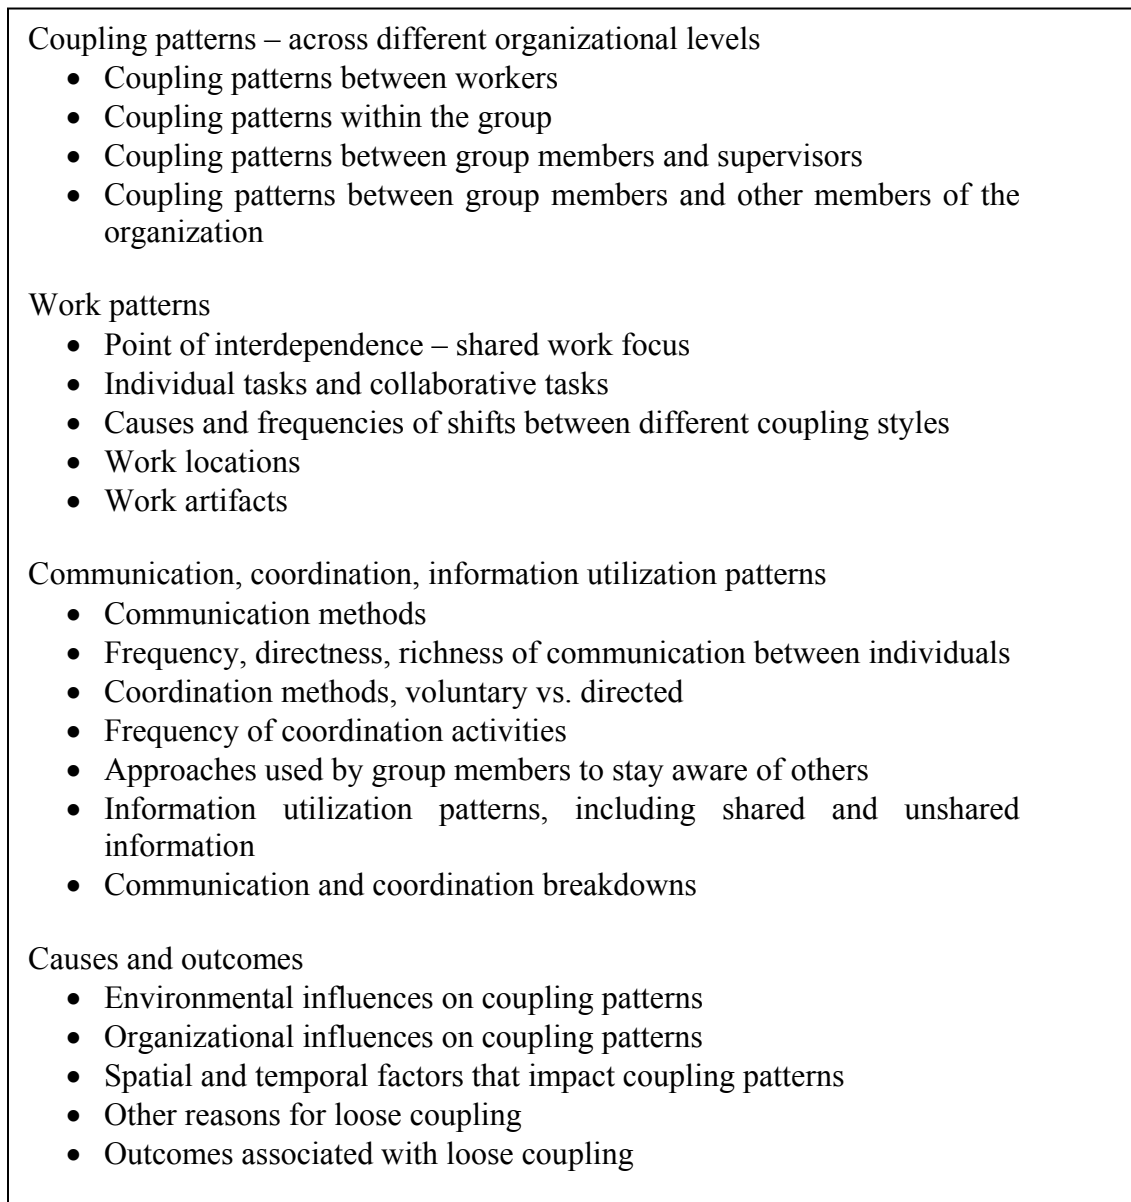 Coupling patterns – across different organizational levels
• Coupling patterns between workers
• Coupling patterns within the group
• Coupling patterns between group members and supervisors
• Coupling patterns between group members and other members of the
organization
Work patterns
• Point of interdependence – shared work focus
• Individual tasks and collaborative tasks
• Causes and frequencies of shifts between different coupling styles
• Work locations
• Work artifacts
Communication, coordination, information utilization patterns
• Communication methods
• Frequency, directness, richness of communication between individuals
• Coordination methods, voluntary vs. directed
• Frequency of coordination activities
• Approaches used by group members to stay aware of others
• Information utilization patterns, including shared and unshared
information
• Communication and coordination breakdowns
Causes and outcomes
• Environmental influences on coupling patterns
• Organizational influences on coupling patterns
• Spatial and temporal factors that impact coupling patterns
• Other reasons for loose coupling
• Outcomes associated with loose coupling